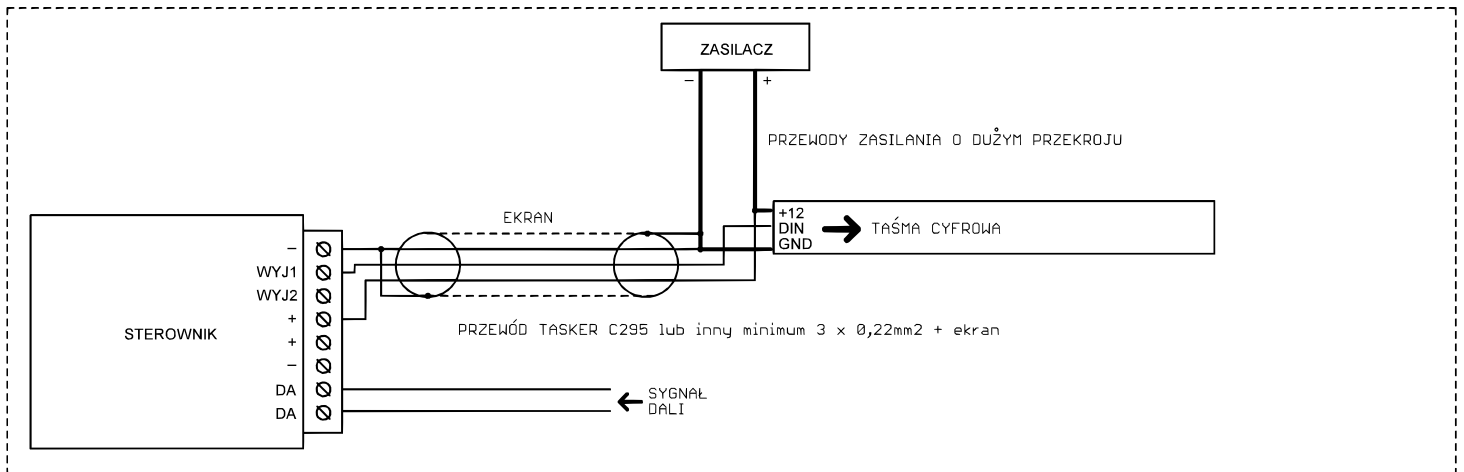 ZASILACZ
– +
PRZEWODY ZASILANIA O DUŻYM PRZEKROJU
+12
DIN
GND
TAŚMA CYFROWA
EKRAN
–
WYJ1
WYJ2
+
+
–
DA
DA
STEROWNIK
PRZEWÓD TASKER C295 lub inny minimum 3 x 0,22mm2 + ekran
SYGNAŁ
DALI